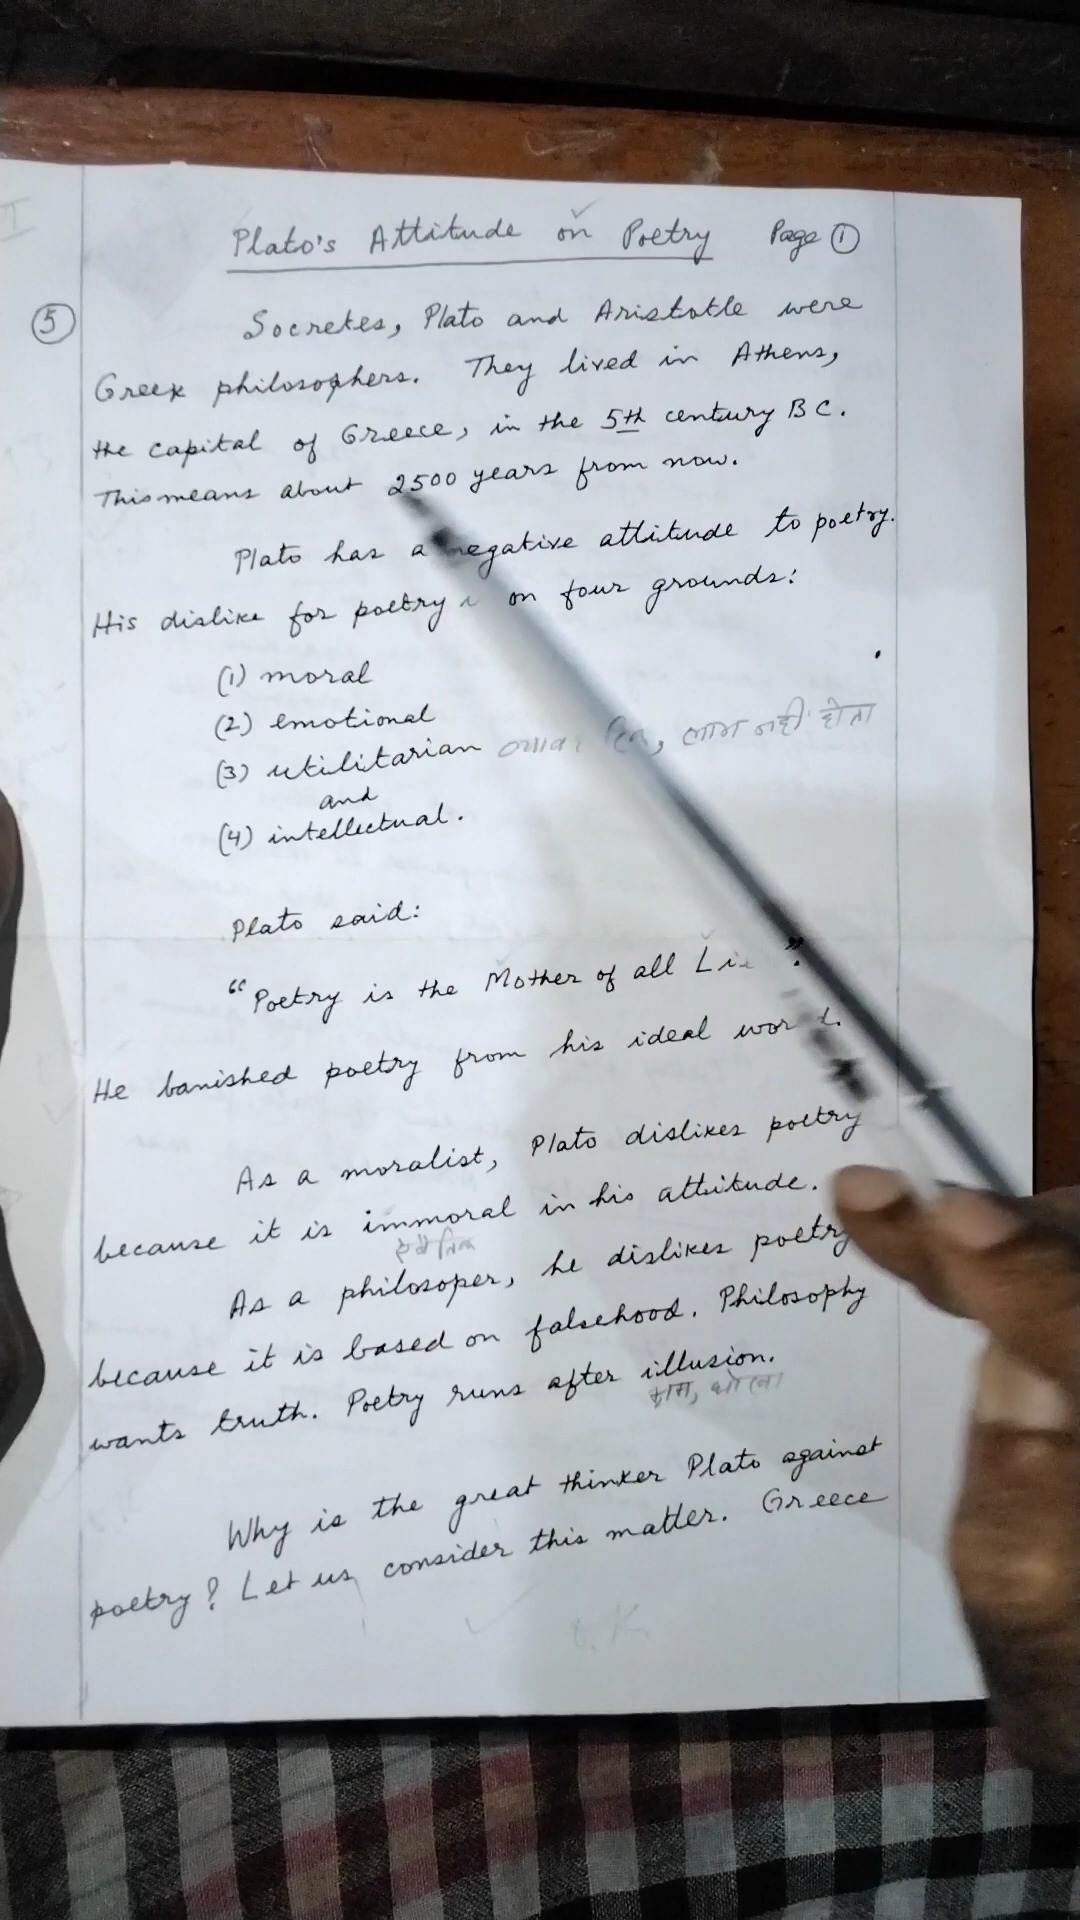 Plato's Attitude on Poetry Page 1
5
Socretes, Plato and Aristotle were
Greek philosophers. They lived in Athens,
the capital of Greece, in the 5th century BC.
This means about 2500 years from now.
Plato has a negative attitude to poetry.
His dislike for poetry on four grounds:
(1) moral
(2) emotional
(3) utilitarian लाभ नहीं होता
and
(4) intellectual.
Plato said:
"Poetry is the Mother of all
He banished poetry from his ideal
As a moralist, Plato dislikes poetry
because it is immoral in his attitude.
As a philosoper, he dislikes poetry
because it is based on falsehood. Philosophy
wants truth. Poetry runs after illusion.
Why is the great thinker Plato against
poetry? Let us consider this matter. Greece